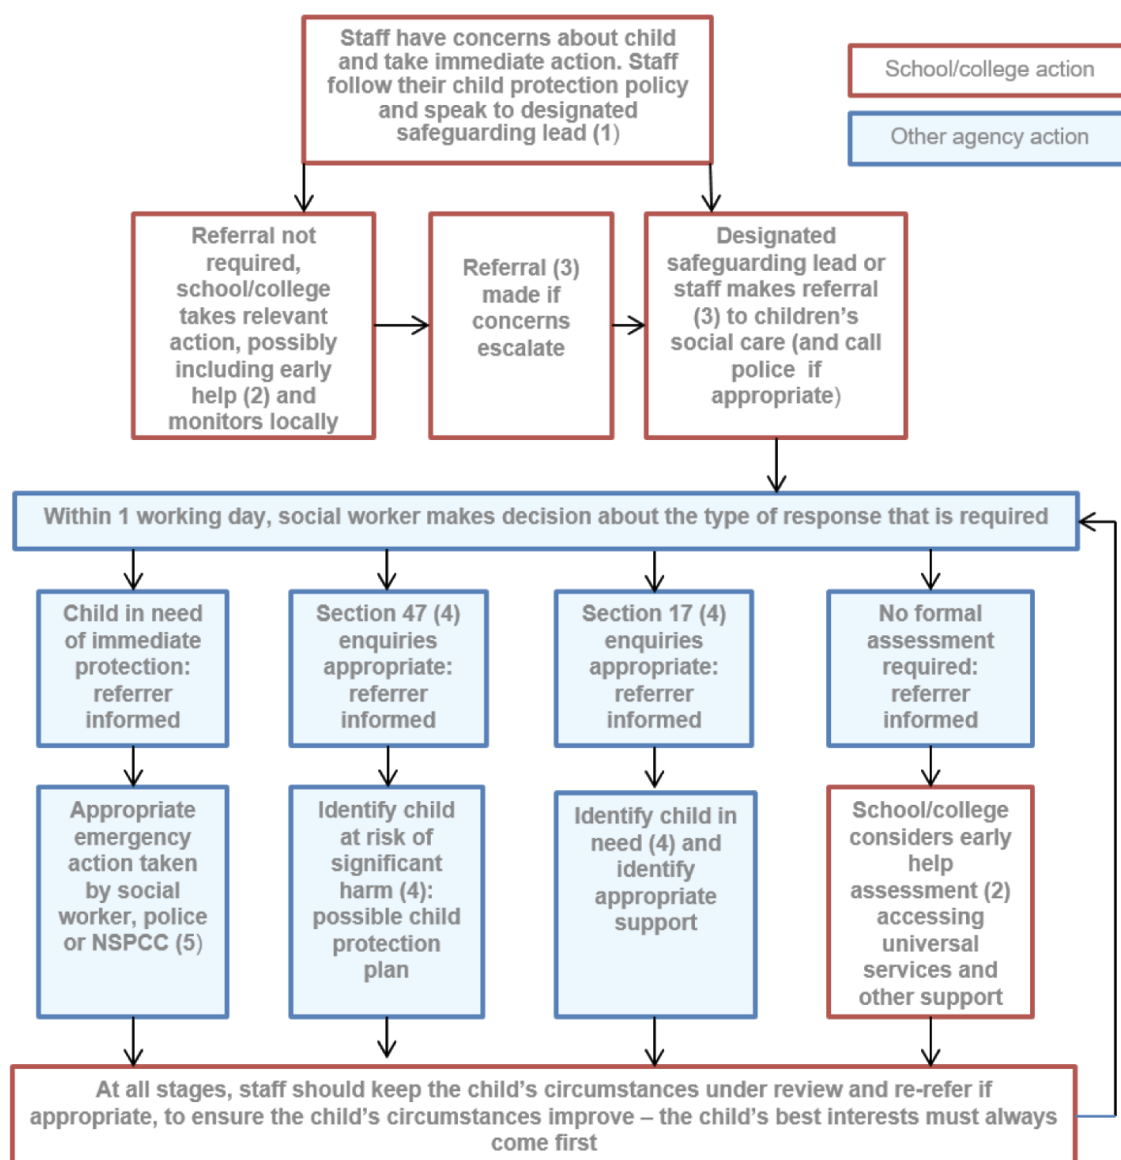 Staff have concerns about child
and take immediate action. Staff
follow their child protection policy
and speak to designated
safeguarding lead (1)
School/college action
Other agency action
Referral not
required,
school/college
takes relevant
action, possibly
including early
help (2) and
monitors locally
Referral (3)
made if
concerns
escalate
Designated
safeguarding lead or
staff makes referral
(3) to children’s
social care (and call
police if
appropriate)
Within 1 working day, social worker makes decision about the type of response that is required
Child in need
of immediate
protection:
referrer
informed
Section 47 (4)
enquiries
appropriate:
referrer
informed
Section 17 (4)
enquiries
appropriate:
referrer
informed
No formal
assessment
required:
referrer
informed
Appropriate
emergency
action taken
by social
worker, police
or NSPCC (5)
Identify child
at risk of
significant
harm (4):
possible child
protection
plan
Identify child in
need (4) and
identify
appropriate
support
School/college
considers early
help
assessment (2)
accessing
universal
services and
other support
At all stages, staff should keep the child’s circumstances under review and re-refer if
appropriate, to ensure the child’s circumstances improve – the child’s best interests must always
come first